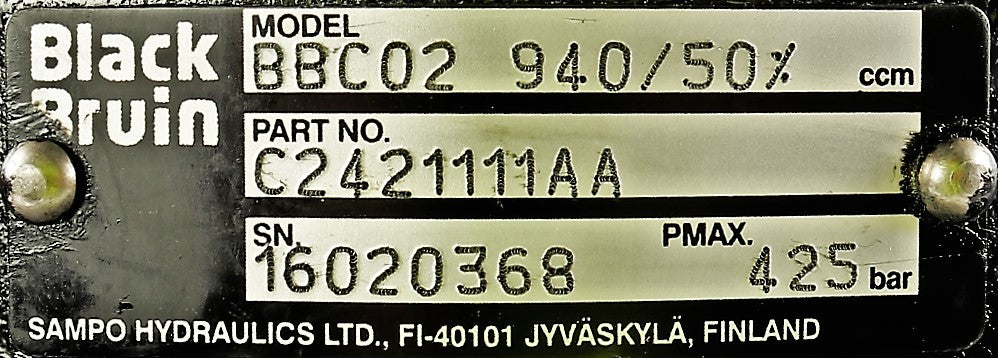 Black
Bruin
MODEL
BBC02 940/50% ccm
PART NO.
C2421111AA
SN. PMAX.
16020368 425 bar
SAMPO HYDRAULICS LTD., FI-40101 JYVÄSKYLÄ, FINLAND